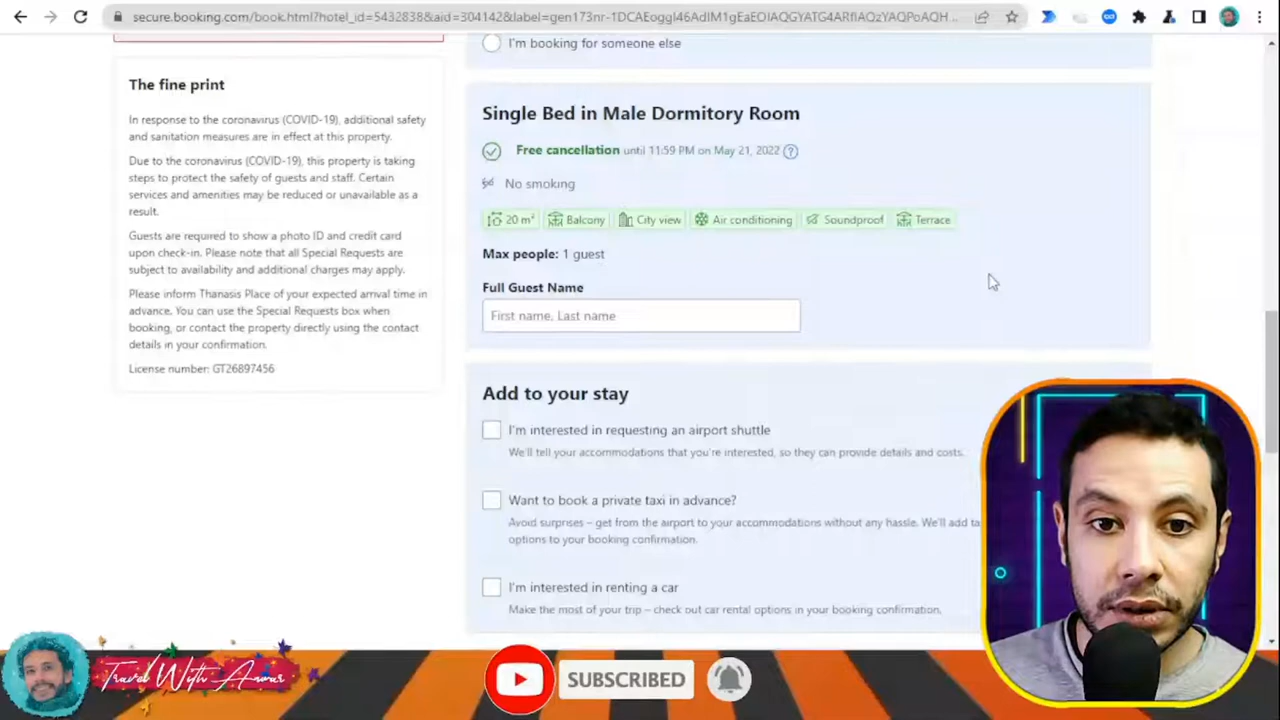 secure.booking.com/book.html?hotel_id=5432838&aid=304142&label=gen173nr-
I'm booking for someone else
The fine print
In response to the coronavirus (COVID-19), additional safety
and sanitation measures are in effect at this property.
Due to the coronavirus (COVID-19), this property is taking
steps to protect the safety of guests and staff. Certain
services and amenities may be reduced or unavailable as a
result.
Guests are required to show a photo ID and credit card
upon check-in. Please note that all Special Requests are
subject to availability and additional charges may apply.
Please inform Thanasis Place of your expected arrival time in
advance. You can use the Special Requests box when
booking, or contact the property directly using the contact
details in your confirmation.
License number: GT26897456
Single Bed in Male Dormitory Room
Free cancellation until 11:59 PM on May 21, 2022
No smoking
20 m² Balcony City view Air conditioning Soundproof Terrace
Max people: 1 guest
Full Guest Name
First name, Last name
Add to your stay
I'm interested in requesting an airport shuttle
We'll tell your accommodations that you're interested, so they can provide details and costs.
Want to book a private taxi in advance?
Avoid surprises – get from the airport to your accommodations without any hassle. We'll add ta
options to your booking confirmation.
I'm interested in renting a car
Make the most of your trip – check out car rental options in your booking confirmation.
Travel With Anwar
SUBSCRIBED